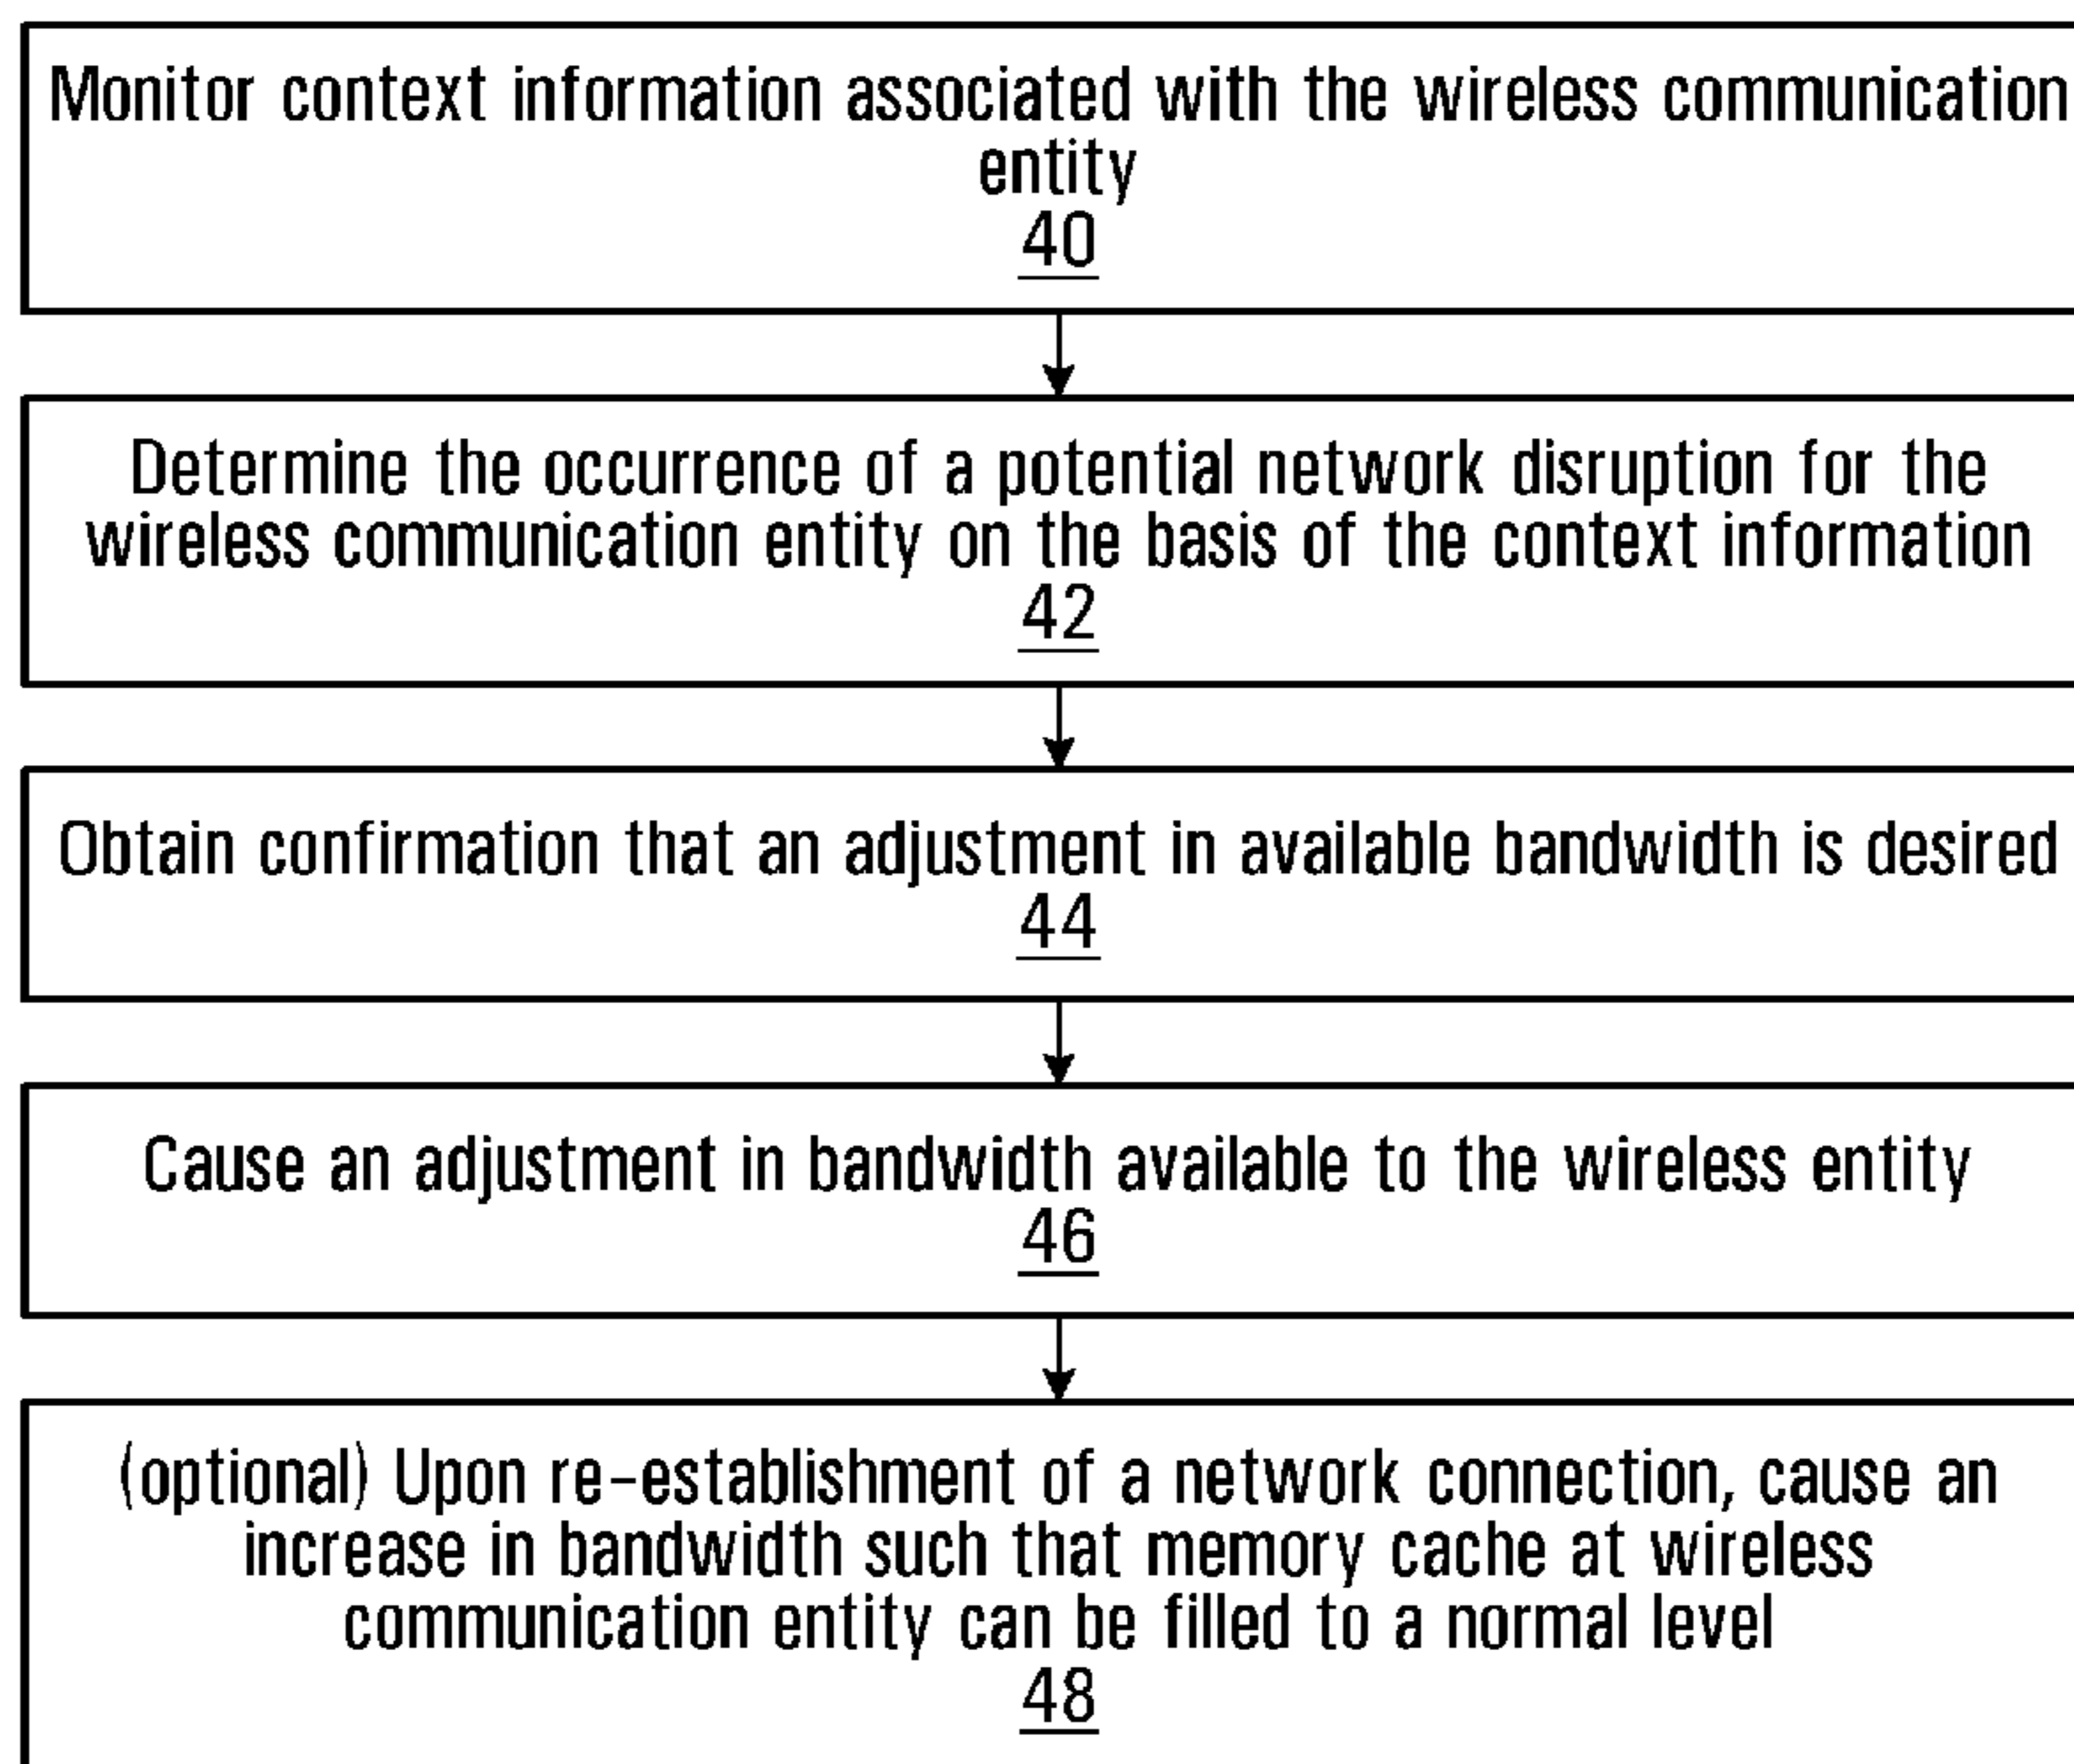 Monitor context information associated with the wireless communication
entity
40
Determine the occurrence of a potential network disruption for the
wireless communication entity on the basis of the context information
42
Obtain confirmation that an adjustment in available bandwidth is desired
44
Cause an adjustment in bandwidth available to the wireless entity
46
(optional) Upon re-establishment of a network connection, cause an
increase in bandwidth such that memory cache at wireless
communication entity can be filled to a normal level
48